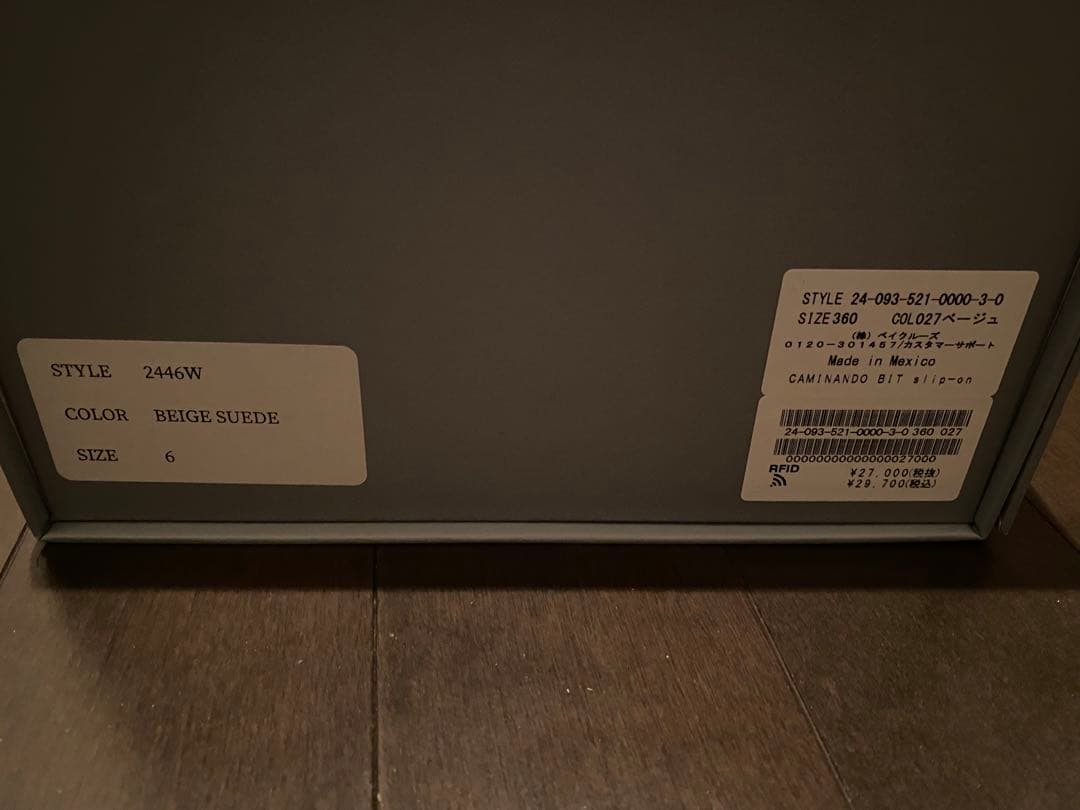 STYLE 2446W
COLOR BEIGE SUEDE
SIZE 6
STYLE 24-093-521-0000-3-0
SIZE360 COL027ベージュ
(株) ベイクルーズ
0120-301457/カスタマーサポート
Made in Mexico
CAMINANDO BIT slip-on
24-093-521-0000-3-0 360 027
00000000000000027000
RFID
¥27,000(税抜)
¥29,700(税込)